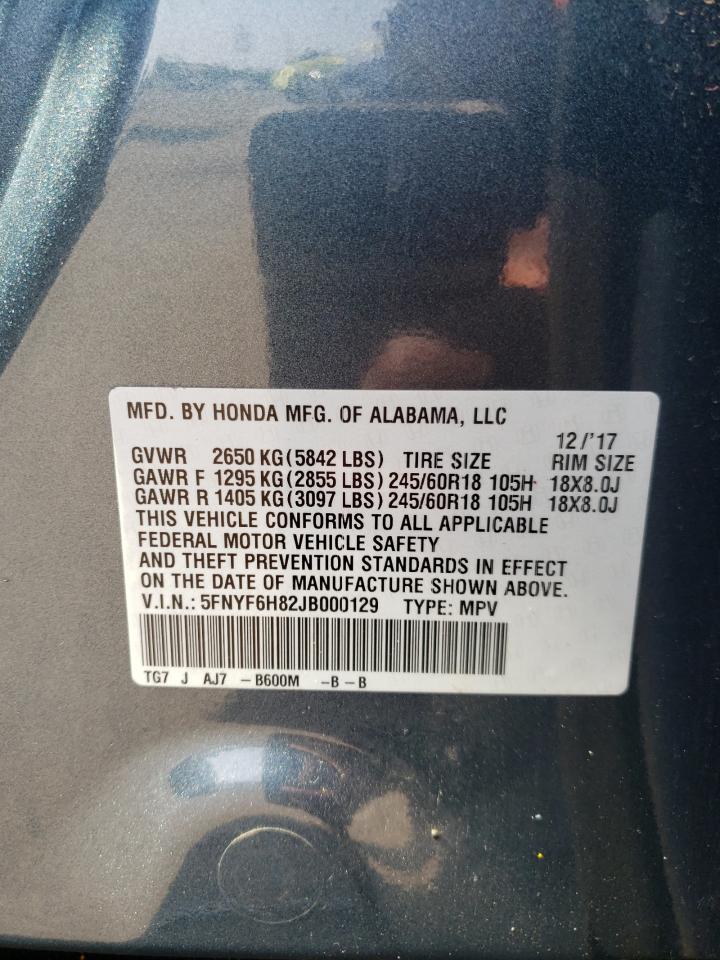 MFD. BY HONDA MFG. OF ALABAMA, LLC
12/'17
GVWR 2650 KG(5842 LBS) TIRE SIZE RIM SIZE
GAWR F 1295 KG(2855 LBS)245/60R18 105H 18X8.0J
GAWR R 1405 KG(3097 LBS)245/60R18 105H 18X8.0J
THIS VEHICLE CONFORMS TO ALL APPLICABLE
FEDERAL MOTOR VEHICLE SAFETY
AND THEFT PREVENTION STANDARDS IN EFFECT
ON THE DATE OF MANUFACTURE SHOWN ABOVE.
V.I.N.: 5FNYF6H82JB000129 TYPE: MPV
TG7 J AJ7 -B600M -B-B